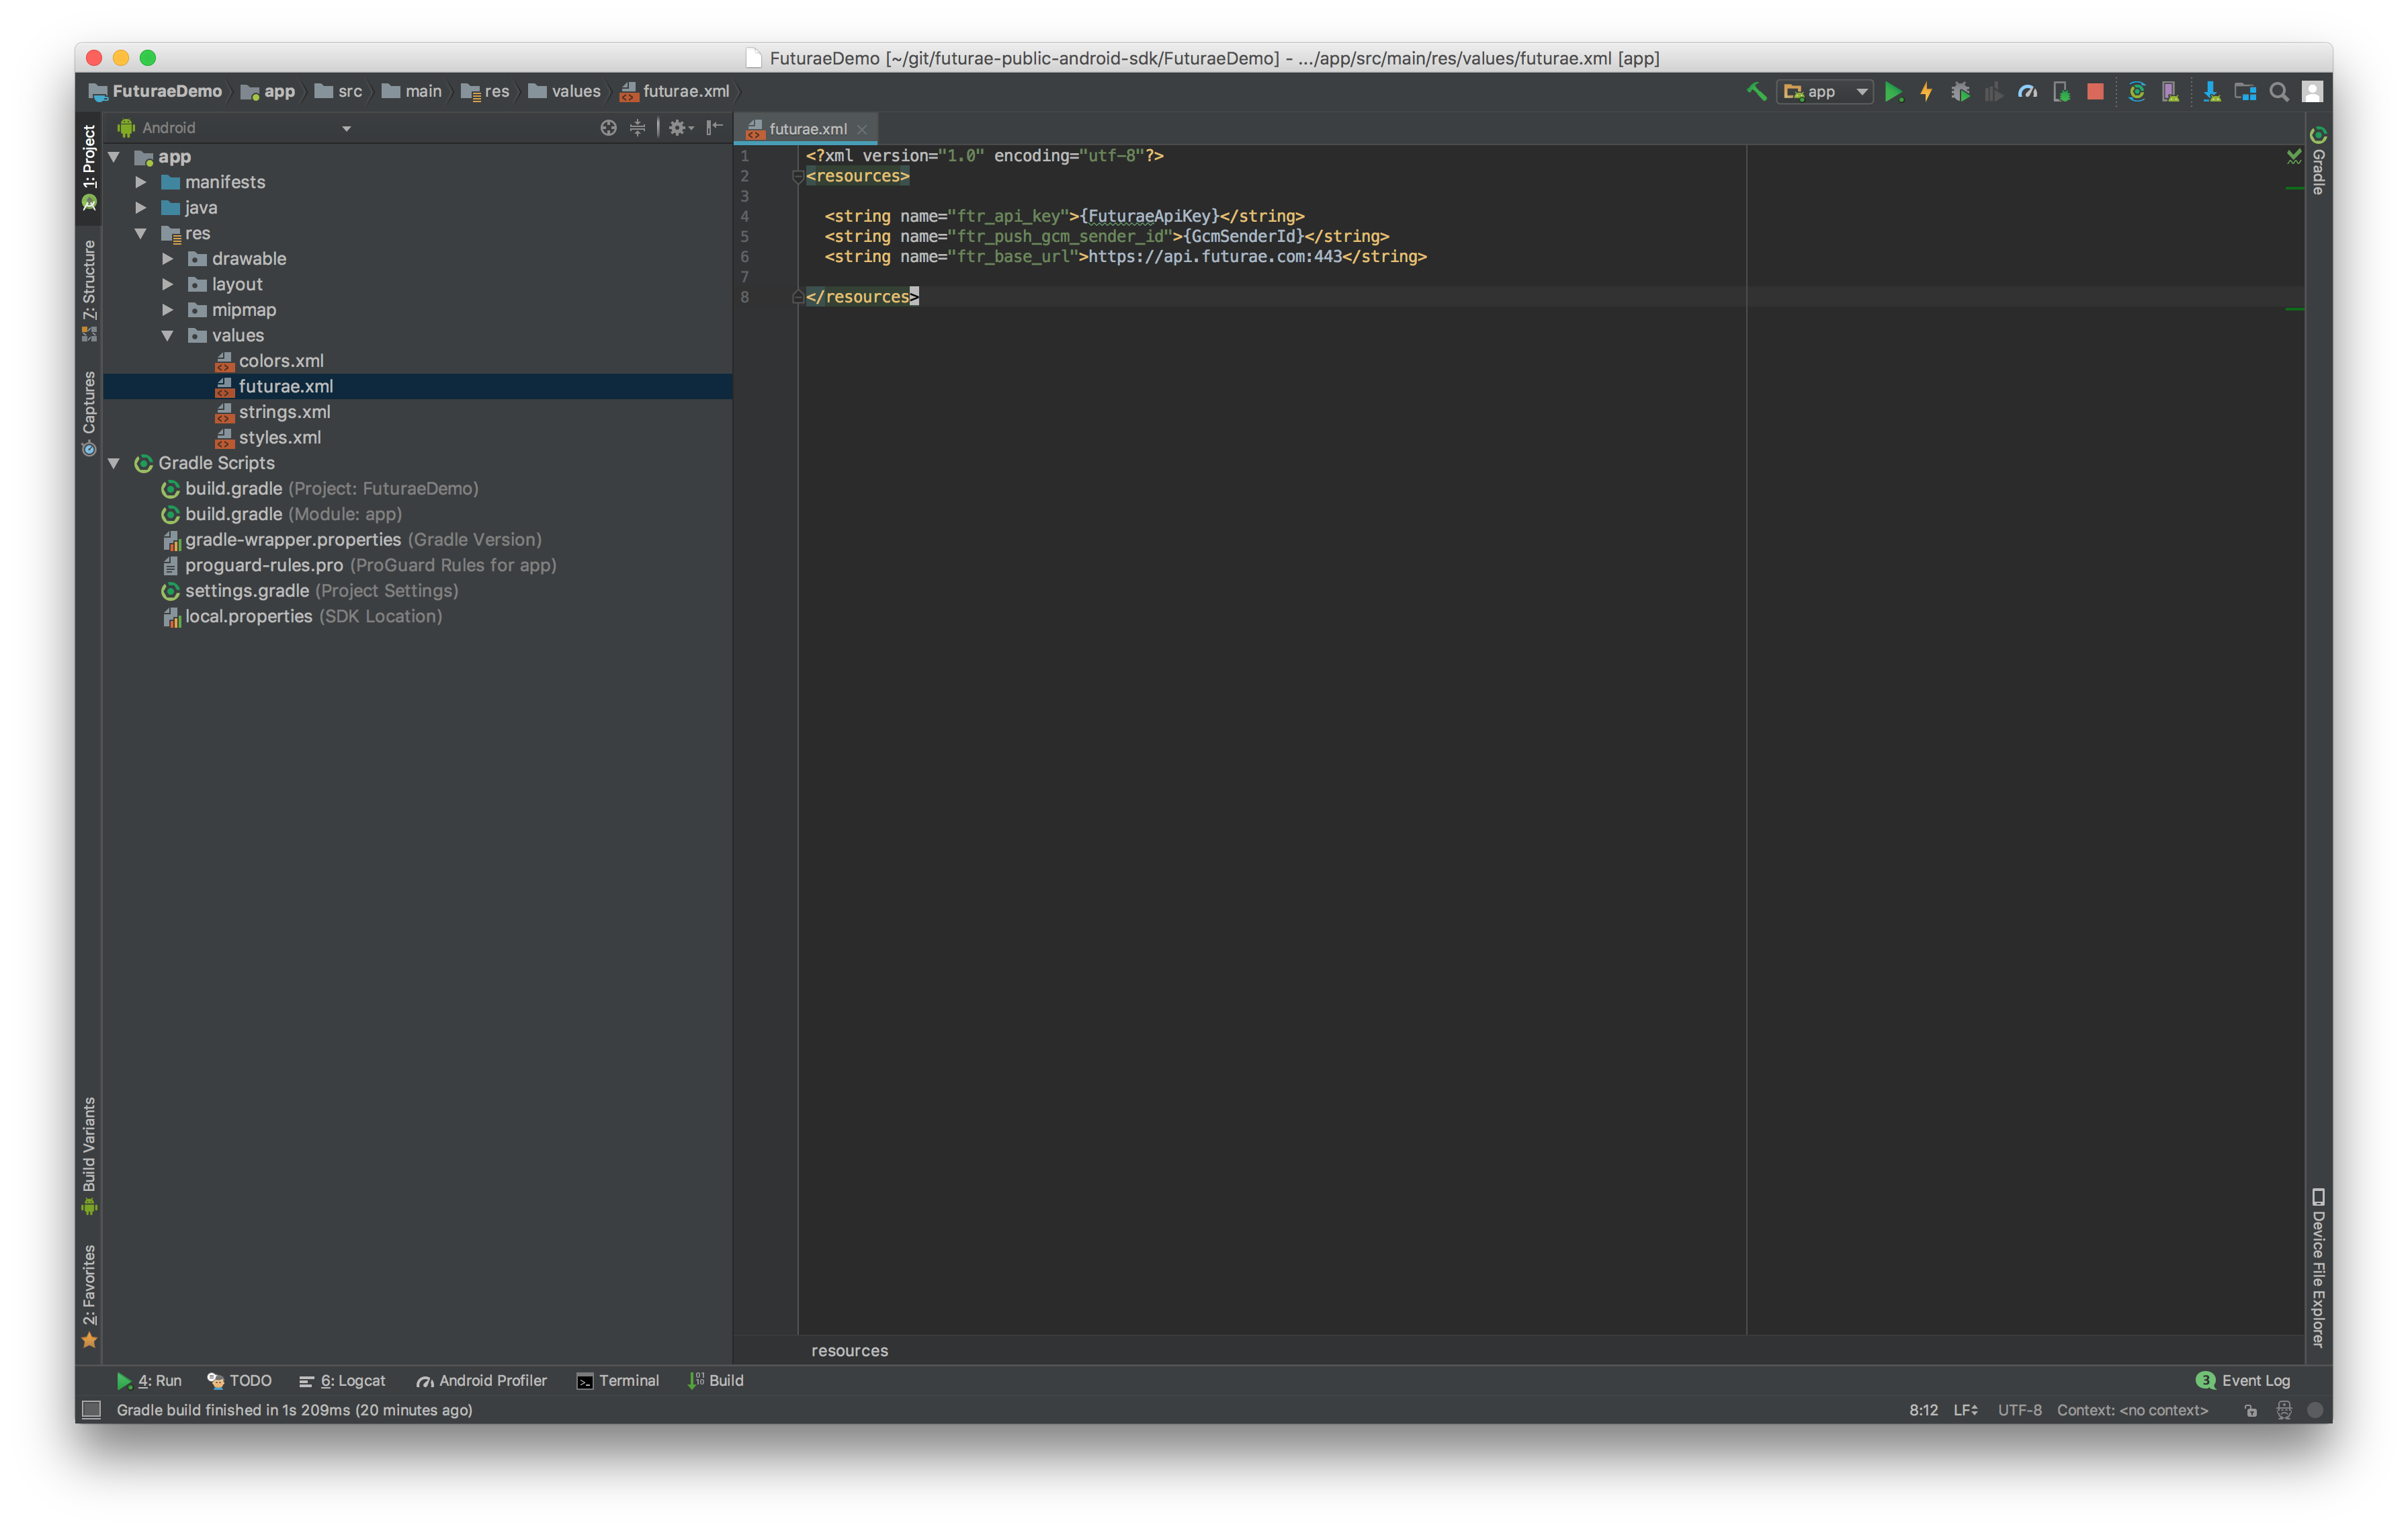 FuturaeDemo [~/git/futurae-public-android-sdk/FuturaeDemo] - .../app/src/main/res/values/futurae.xml [app]
FuturaeDemo app src main res values futurae.xml
app
1: Project
7: Structure
Captures
Build Variants
2: Favorites
Android
app
manifests
java
res
drawable
layout
mipmap
values
colors.xml
futurae.xml
strings.xml
styles.xml
Gradle Scripts
build.gradle (Project: FuturaeDemo)
build.gradle (Module: app)
gradle-wrapper.properties (Gradle Version)
proguard-rules.pro (ProGuard Rules for app)
settings.gradle (Project Settings)
local.properties (SDK Location)
futurae.xml
1 <?xml version="1.0" encoding="utf-8"?>
2 <resources>
3
4 <string name="ftr_api_key">{FuturaeApiKey}</string>
5 <string name="ftr_push_gcm_sender_id">{GcmSenderId}</string>
6 <string name="ftr_base_url">https://api.futurae.com:443</string>
7
8 </resources>
resources
Gradle
Device File Explorer
4: Run TODO 6: Logcat Android Profiler Terminal Build
3 Event Log
Gradle build finished in 1s 209ms (20 minutes ago)
8:12 LF UTF-8 Context: <no context>